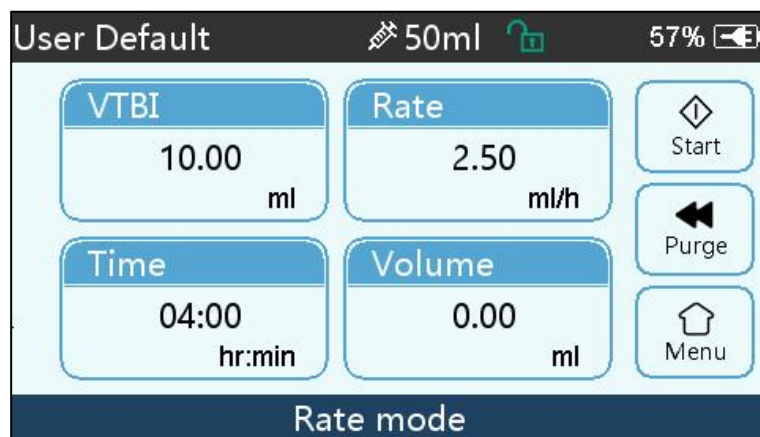 User Default 50ml 57%
VTBI
10.00
ml
Rate
2.50
ml/h
Time
04:00
hr:min
Volume
0.00
ml
Start
Purge
Menu
Rate mode